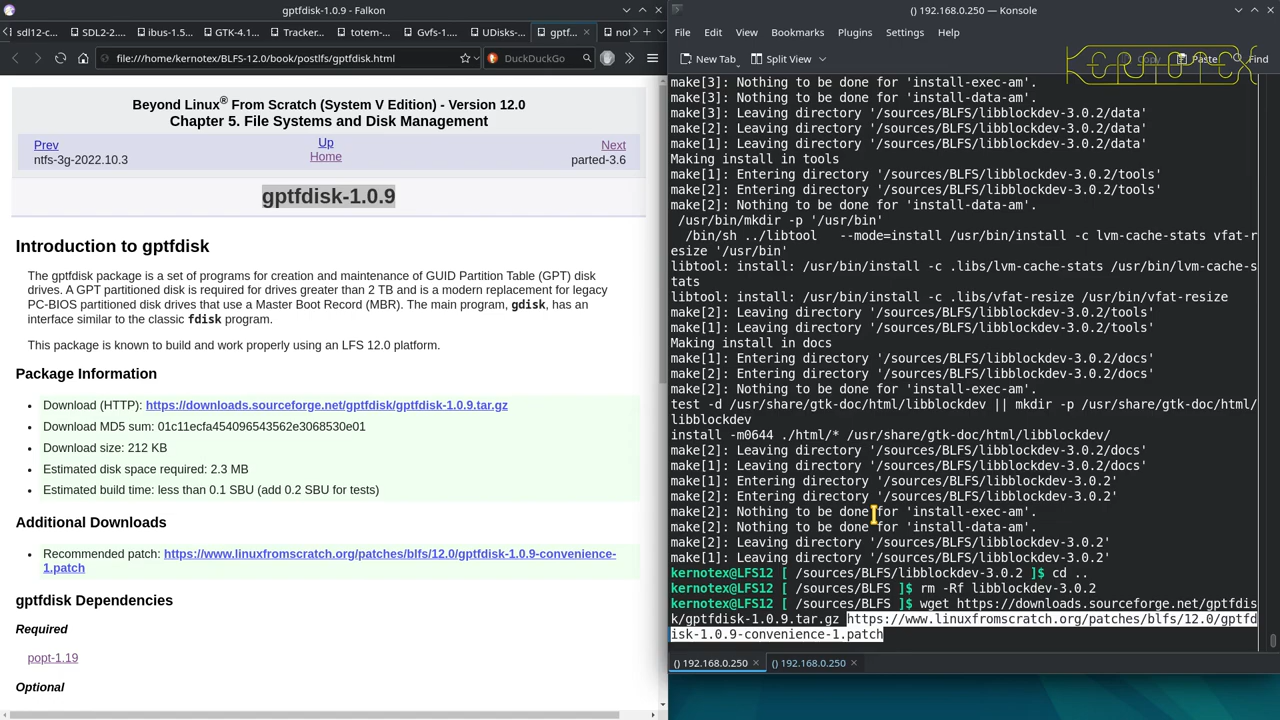 gptfdisk-1.0.9 - Falkon
sdl12-c...
SDL2-2....
ibus-1.5...
GTK-4.1...
Tracker...
totem-...
Gvfs-1....
UDisks-...
gptf...
not
file:///home/kernotex/BLFS-12.0/book/postlfs/gptfdisk.html
DuckDuckGo
Beyond Linux® From Scratch (System V Edition) - Version 12.0
Chapter 5. File Systems and Disk Management
Prev
Up
Next
ntfs-3g-2022.10.3
Home
parted-3.6
gptfdisk-1.0.9
Introduction to gptfdisk
The gptfdisk package is a set of programs for creation and maintenance of GUID Partition Table (GPT) disk
drives. A GPT partitioned disk is required for drives greater than 2 TB and is a modern replacement for legacy
PC-BIOS partitioned disk drives that use a Master Boot Record (MBR). The main program, gdisk, has an
interface similar to the classic fdisk program.
This package is known to build and work properly using an LFS 12.0 platform.
Package Information
Download (HTTP): https://downloads.sourceforge.net/gptfdisk/gptfdisk-1.0.9.tar.gz
Download MD5 sum: 01c11ecfa454096543562e3068530e01
Download size: 212 KB
Estimated disk space required: 2.3 MB
Estimated build time: less than 0.1 SBU (add 0.2 SBU for tests)
Additional Downloads
Recommended patch: https://www.linuxfromscratch.org/patches/blfs/12.0/gptfdisk-1.0.9-convenience-
1.patch
gptfdisk Dependencies
Required
popt-1.19
Optional
() 192.168.0.250 — Konsole
File Edit View Bookmarks Plugins Settings Help
New Tab Split View Copy Paste Find
KERNOTEX
make[3]: Nothing to be done for 'install-exec-am'.
make[3]: Nothing to be done for 'install-data-am'.
make[3]: Leaving directory '/sources/BLFS/libblockdev-3.0.2/data'
make[2]: Leaving directory '/sources/BLFS/libblockdev-3.0.2/data'
make[1]: Leaving directory '/sources/BLFS/libblockdev-3.0.2/data'
Making install in tools
make[1]: Entering directory '/sources/BLFS/libblockdev-3.0.2/tools'
make[2]: Entering directory '/sources/BLFS/libblockdev-3.0.2/tools'
make[2]: Nothing to be done for 'install-data-am'.
/usr/bin/mkdir -p '/usr/bin'
/bin/sh ../libtool   --mode=install /usr/bin/install -c lvm-cache-stats vfat-r
esize '/usr/bin'
libtool: install: /usr/bin/install -c .libs/lvm-cache-stats /usr/bin/lvm-cache-s
tats
libtool: install: /usr/bin/install -c .libs/vfat-resize /usr/bin/vfat-resize
make[2]: Leaving directory '/sources/BLFS/libblockdev-3.0.2/tools'
make[1]: Leaving directory '/sources/BLFS/libblockdev-3.0.2/tools'
Making install in docs
make[1]: Entering directory '/sources/BLFS/libblockdev-3.0.2/docs'
make[2]: Entering directory '/sources/BLFS/libblockdev-3.0.2/docs'
make[2]: Nothing to be done for 'install-exec-am'.
test -d /usr/share/gtk-doc/html/libblockdev || mkdir -p /usr/share/gtk-doc/html/
libblockdev
install -m0644 ./html/* /usr/share/gtk-doc/html/libblockdev/
make[2]: Leaving directory '/sources/BLFS/libblockdev-3.0.2/docs'
make[1]: Leaving directory '/sources/BLFS/libblockdev-3.0.2/docs'
make[1]: Entering directory '/sources/BLFS/libblockdev-3.0.2'
make[2]: Entering directory '/sources/BLFS/libblockdev-3.0.2'
make[2]: Nothing to be done for 'install-exec-am'.
make[2]: Nothing to be done for 'install-data-am'.
make[2]: Leaving directory '/sources/BLFS/libblockdev-3.0.2'
make[1]: Leaving directory '/sources/BLFS/libblockdev-3.0.2'
kernotex@LFS12 [ /sources/BLFS/libblockdev-3.0.2 ]$ cd ..
kernotex@LFS12 [ /sources/BLFS ]$ rm -Rf libblockdev-3.0.2
kernotex@LFS12 [ /sources/BLFS ]$ wget https://downloads.sourceforge.net/gptfdis
k/gptfdisk-1.0.9.tar.gz https://www.linuxfromscratch.org/patches/blfs/12.0/gptfd
isk-1.0.9-convenience-1.patch
() 192.168.0.250
() 192.168.0.250